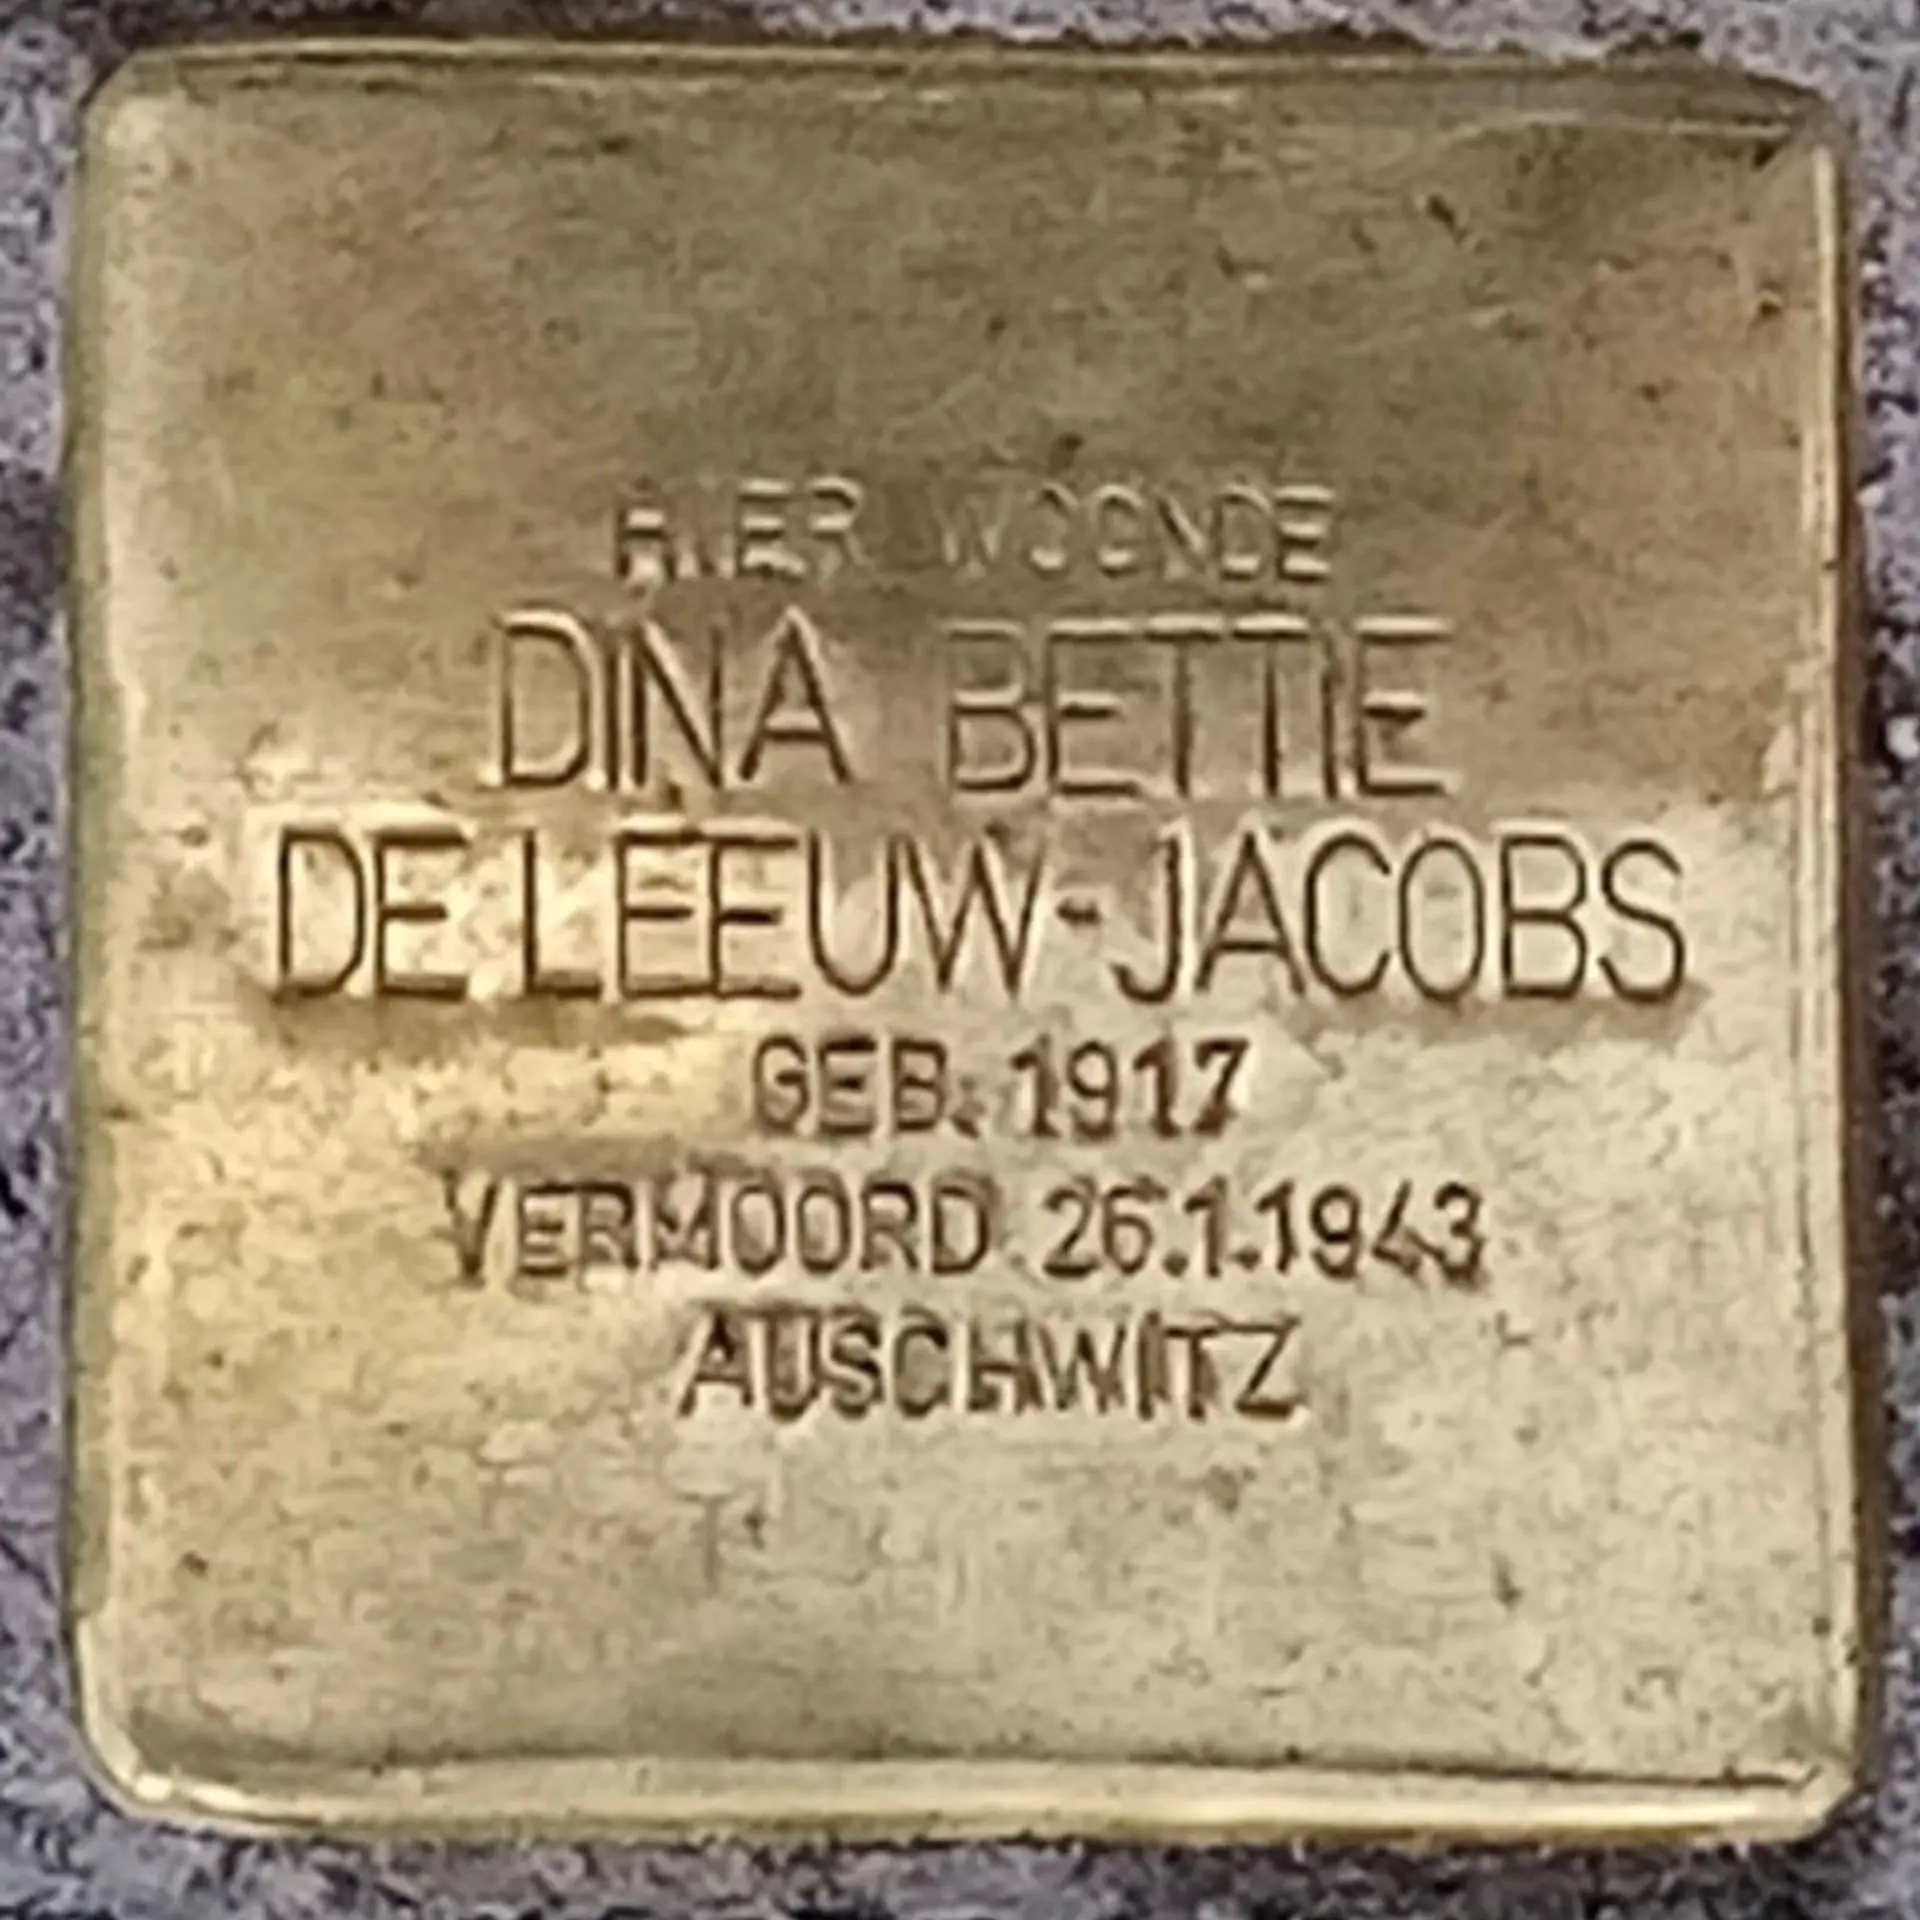 HIER WOONDE
DINA BETTIE
DE LEEUW-JACOBS
GEB. 1917
VERMOORD 26.1.1943
AUSCHWITZ